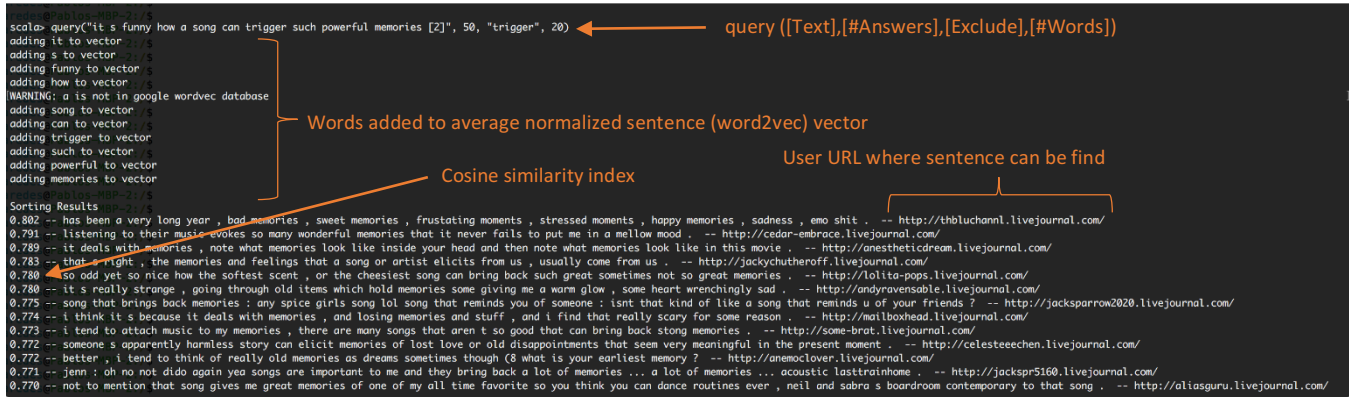 redes@Pablos-MBP-2:/$
scala> query("it s funny how a song can trigger such powerful memories [2]", 50, "trigger", 20)
query ([Text],[#Answers],[Exclude],[#Words])
adding it to vector
adding s to vector
adding funny to vector
adding how to vector
[WARNING: a is not in google wordvec database
adding song to vector
adding can to vector
Words added to average normalized sentence (word2vec) vector
adding trigger to vector
adding such to vector
adding powerful to vector
User URL where sentence can be find
adding memories to vector
Cosine similarity index
redes@Pablos-MBP-2:/$
Sorting Results
0.802 -- has been a very long year , bad memories , sweet memories , frustating moments , stressed moments , happy memories , sadness , emo shit . -- http://thbluchannl.livejournal.com/
0.791 -- listening to their music evokes so many wonderful memories that it never fails to put me in a mellow mood . -- http://cedar-embrace.livejournal.com/
0.789 -- it deals with memories , note what memories look like inside your head and then note what memories look like in this movie . -- http://anestheticdream.livejournal.com/
0.783 -- that s right , the memories and feelings that a song or artist elicits from us , usually come from us . -- http://jackychutheroff.livejournal.com/
0.780 -- so odd yet so nice how the softest scent , or the cheesiest song can bring back such great sometimes not so great memories . -- http://lolita-pops.livejournal.com/
0.780 -- it s really strange , going through old items which hold memories some giving me a warm glow , some heart wrenchingly sad . -- http://andyravensable.livejournal.com/
0.775 -- song that brings back memories : any spice girls song lol song that reminds you of someone : isnt that kind of like a song that reminds u of your friends ? -- http://jacksparrow2020.livejournal.com/
0.774 -- i think it s because it deals with memories , and losing memories and stuff , and i find that really scary for some reason . -- http://mailboxhead.livejournal.com/
0.773 -- i tend to attach music to my memories , there are many songs that aren t so good that can bring back stong memories . -- http://some-brat.livejournal.com/
0.772 -- someone s apparently harmless story can elicit memories of lost love or old disappointments that seem very meaningful in the present moment . -- http://celesteeechen.livejournal.com/
0.772 -- better , i tend to think of really old memories as dreams sometimes though (8 what is your earliest memory ? -- http://anemoclover.livejournal.com/
0.771 -- jenn : oh no not dido again yea songs are important to me and they bring back a lot of memories ... a lot of memories ... acoustic lasttrainhome . -- http://jackspr5160.livejournal.com/
0.770 -- not to mention that song gives me great memories of one of my all time favorite so you think you can dance routines ever , neil and sabra s boardroom contemporary to that song . -- http://aliasguru.livejournal.com/